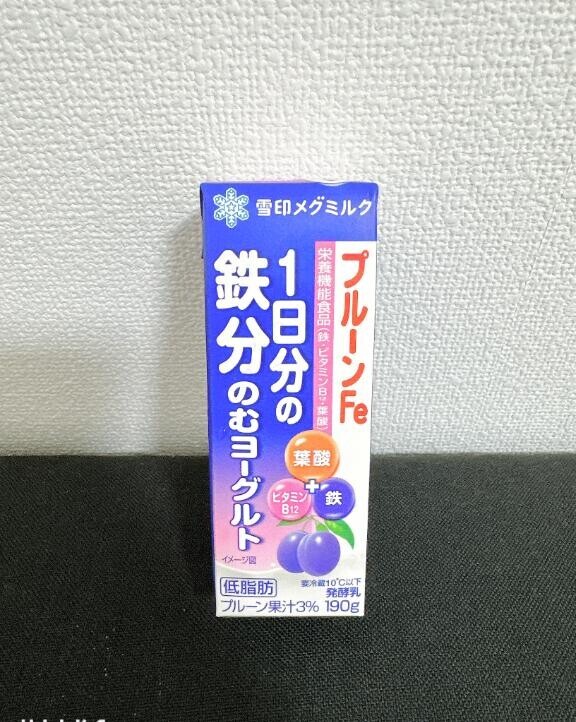 雪印メグミルク
プルーンFe
栄養機能食品(鉄・ビタミンB12・葉酸)
1日分の
鉄分のむヨーグルト
葉酸
+
ビタミン
B12
鉄
イメージ図
低脂肪
要冷蔵10℃以下
発酵乳
プルーン果汁3% 190g